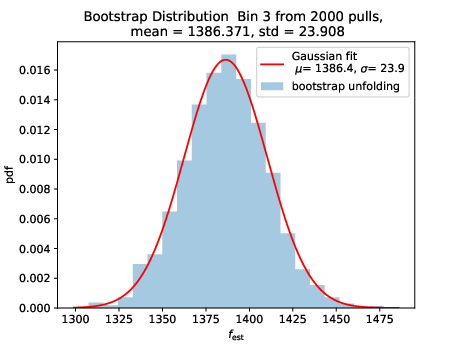 Bootstrap Distribution  Bin 3 from 2000 pulls,
mean = 1386.371, std = 23.908
Gaussian fit
μ= 1386.4, σ= 23.9
bootstrap unfolding
pdf
0.016
0.014
0.012
0.010
0.008
0.006
0.004
0.002
0.000
1300 1325 1350 1375 1400 1425 1450 1475
f_est